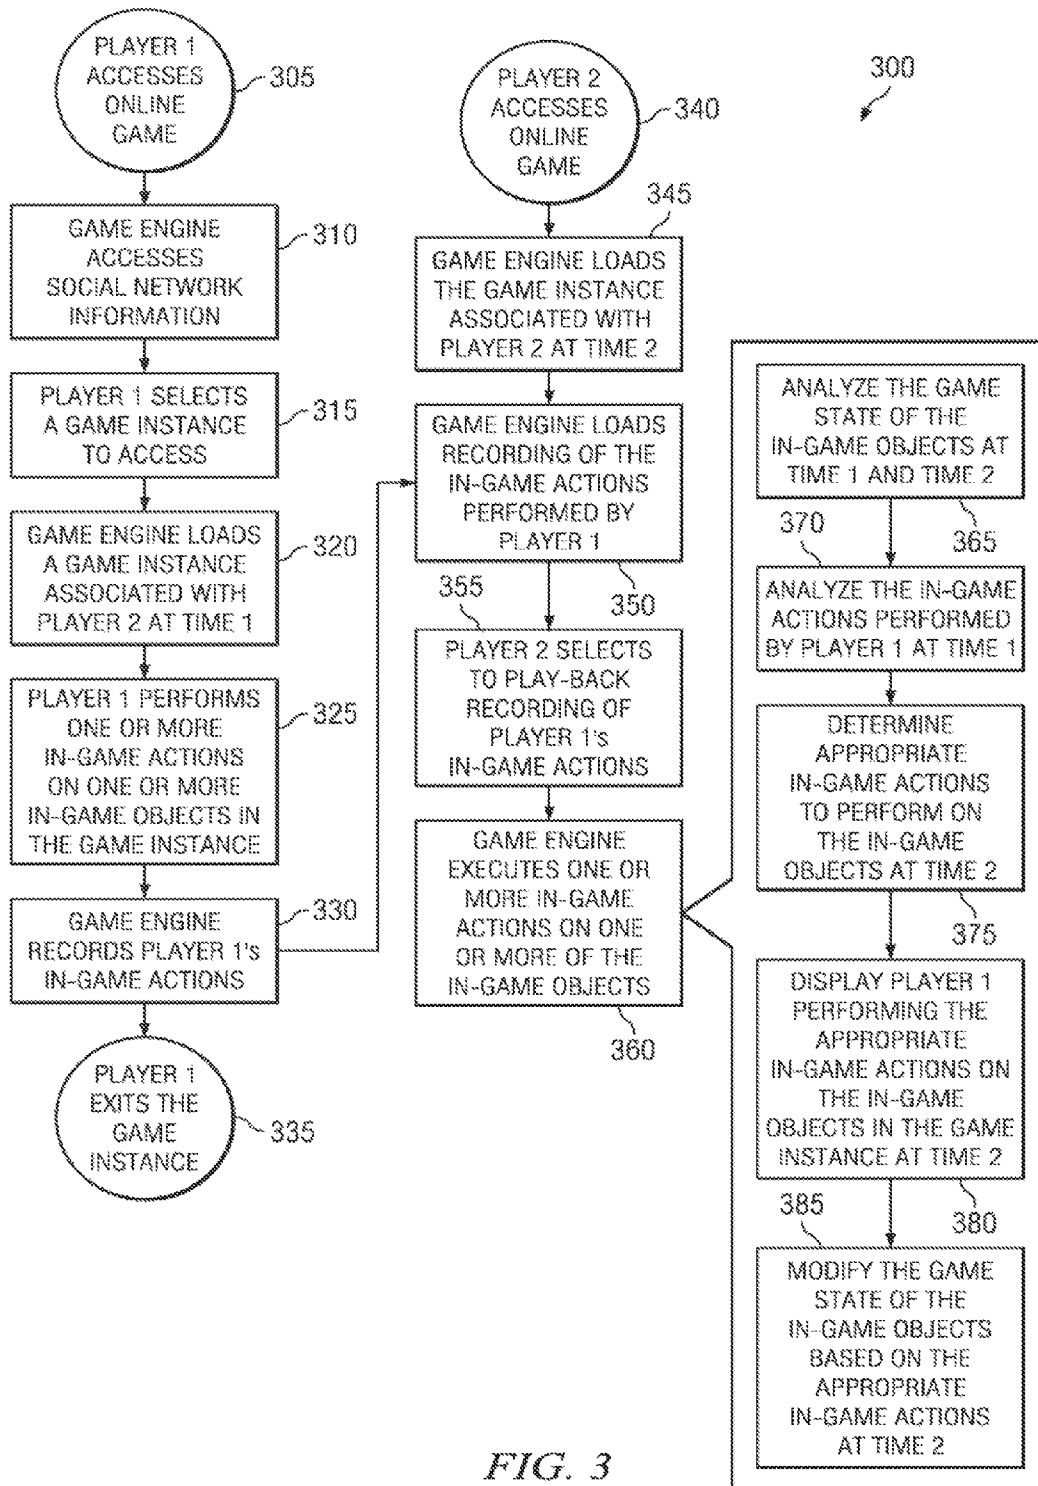 PLAYER 1
ACCESSES
ONLINE
GAME
305
GAME ENGINE
ACCESSES
SOCIAL NETWORK
INFORMATION
310
PLAYER 1 SELECTS
A GAME INSTANCE
TO ACCESS
315
GAME ENGINE LOADS
A GAME INSTANCE
ASSOCIATED WITH
PLAYER 2 AT TIME 1
320
PLAYER 1 PERFORMS
ONE OR MORE
IN-GAME ACTIONS
ON ONE OR MORE
IN-GAME OBJECTS IN
THE GAME INSTANCE
325
GAME ENGINE
RECORDS PLAYER 1's
IN-GAME ACTIONS
330
PLAYER 1
EXITS THE
GAME
INSTANCE
335
PLAYER 2
ACCESSES
ONLINE
GAME
340
345
GAME ENGINE LOADS
THE GAME INSTANCE
ASSOCIATED WITH
PLAYER 2 AT TIME 2
GAME ENGINE LOADS
RECORDING OF THE
IN-GAME ACTIONS
PERFORMED BY
PLAYER 1
350
355
PLAYER 2 SELECTS
TO PLAY-BACK
RECORDING OF
PLAYER 1's
IN-GAME ACTIONS
GAME ENGINE
EXECUTES ONE OR
MORE IN-GAME
ACTIONS ON ONE
OR MORE OF THE
IN-GAME OBJECTS
360
300
ANALYZE THE GAME
STATE OF THE
IN-GAME OBJECTS AT
TIME 1 AND TIME 2
365
370
ANALYZE THE IN-GAME
ACTIONS PERFORMED
BY PLAYER 1 AT TIME 1
DETERMINE
APPROPRIATE
IN-GAME ACTIONS
TO PERFORM ON
THE IN-GAME
OBJECTS AT TIME 2
375
DISPLAY PLAYER 1
PERFORMING THE
APPROPRIATE
IN-GAME ACTIONS ON
THE IN-GAME
OBJECTS IN THE GAME
INSTANCE AT TIME 2
380
385
MODIFY THE GAME
STATE OF THE
IN-GAME OBJECTS
BASED ON THE
APPROPRIATE
IN-GAME ACTIONS
AT TIME 2
FIG. 3